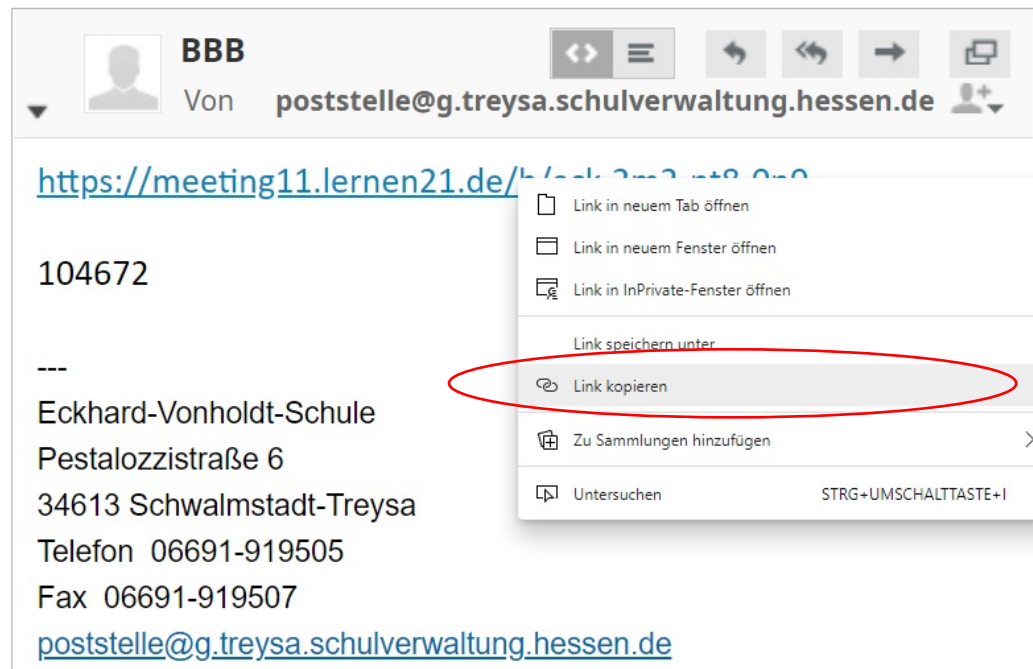 BBB
Von poststelle@g.treysa.schulverwaltung.hessen.de
https://meeting11.lernen21.de/
104672
---
Eckhard-Vonholdt-Schule
Pestalozzistraße 6
34613 Schwalmstadt-Treysa
Telefon 06691-919505
Fax 06691-919507
poststelle@g.treysa.schulverwaltung.hessen.de
Link in neuem Tab öffnen
Link in neuem Fenster öffnen
Link in InPrivate-Fenster öffnen
Link speichern unter
Link kopieren
Zu Sammlungen hinzufügen
Untersuchen STRG+UMSCHALTTASTE+I